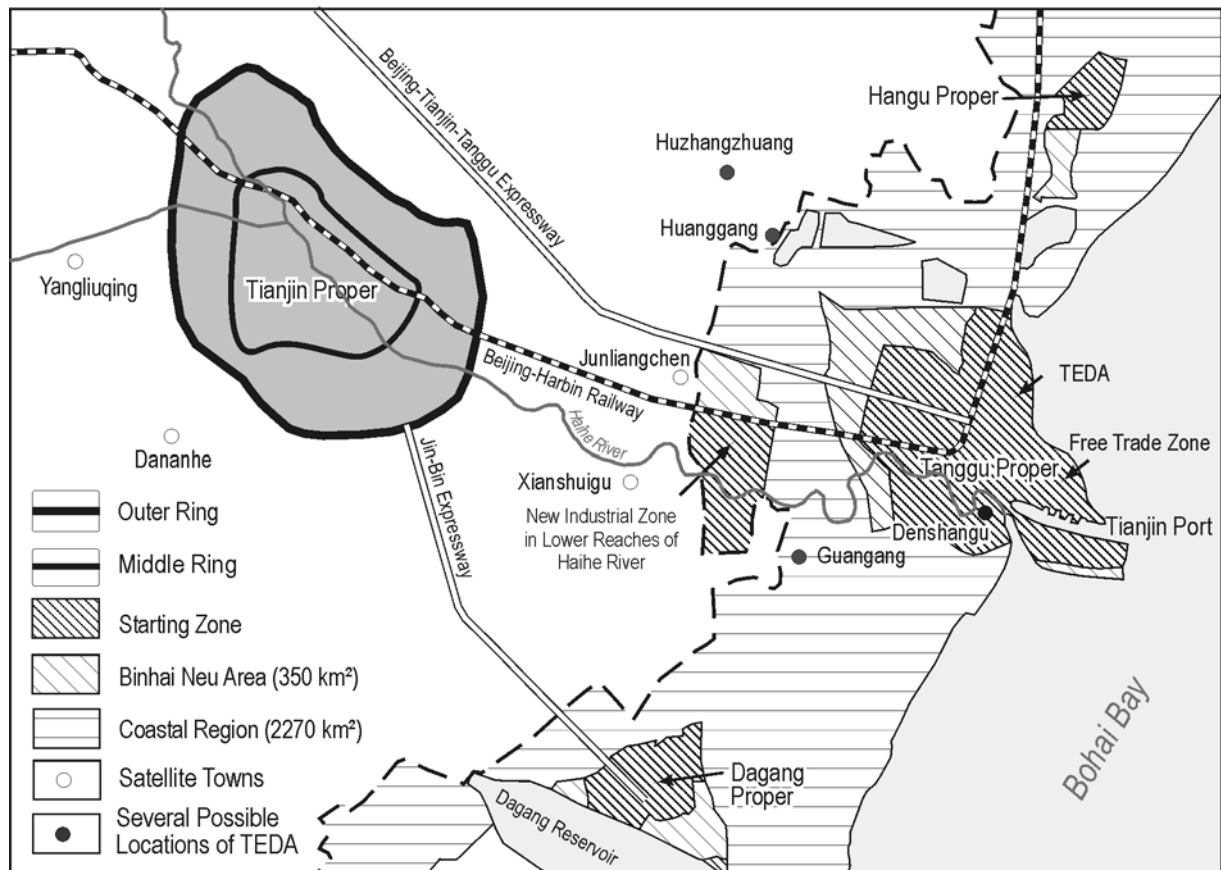 Beijing-Tianjin-Tanggu Expressway
Hangu Proper
Huzhangzhuang
Huanggang
Yangliuqing
Tianjin Proper
Junliangchen
Beijing-Harbin Railway
TEDA
Dananhe
Haihe River
Free Trade Zone
Tanggu Proper
Xianshuigu
Jin-Bin Expressway
New Industrial Zone
in Lower Reaches of
Haihe River
Denshangu
Tianjin Port
Guangang
Outer Ring
Middle Ring
Starting Zone
Binhai Neu Area (350 km²)
Coastal Region (2270 km²)
Satellite Towns
Several Possible
Locations of TEDA
Dagang
Proper
Dagang Reservoir
Bohai Bay